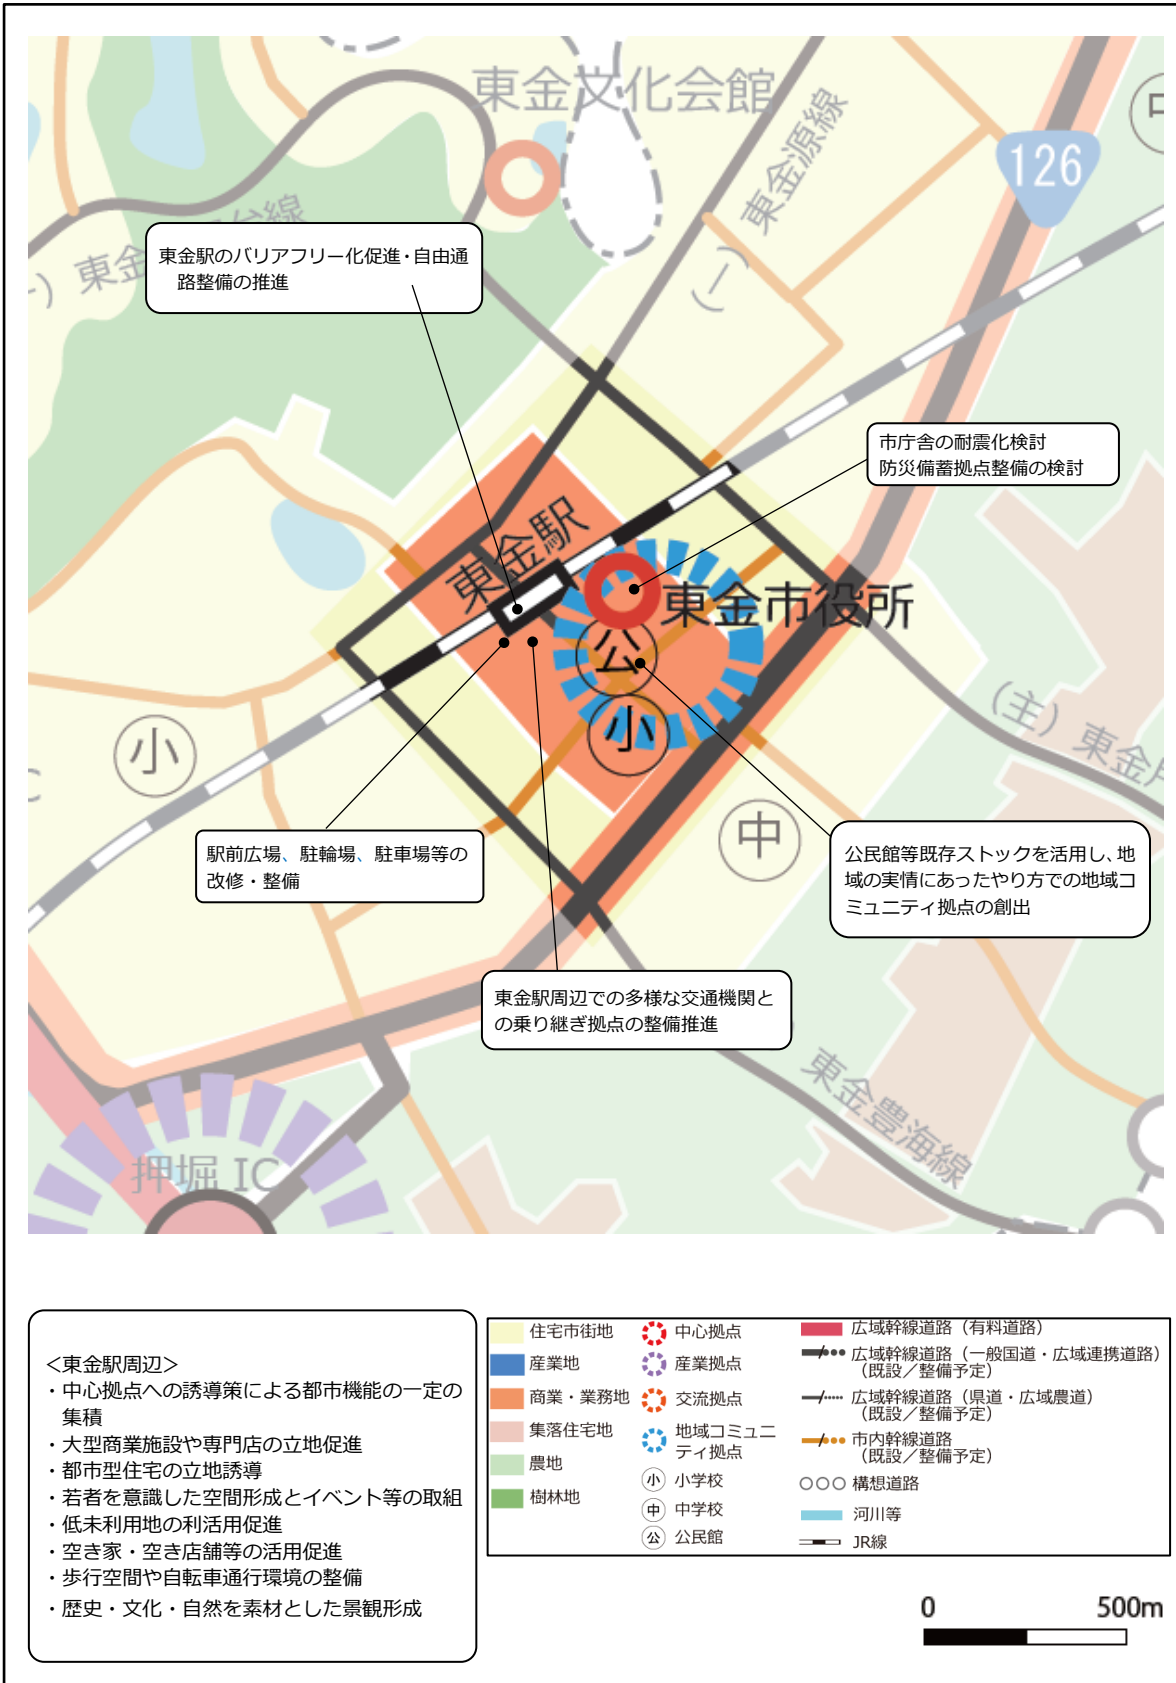 東金文化会館
中
126
(一)東金源線
東金
台線
東金駅のバリアフリー化促進・自由通
路整備の推進
市庁舎の耐震化検討
防災備蓄拠点整備の検討
東金駅
東金市役所
公
小
小
(主)東金
中
駅前広場、駐輪場、駐車場等の
改修・整備
公民館等既存ストックを活用し、地
域の実情にあったやり方での地域コ
ミュニティ拠点の創出
東金駅周辺での多様な交通機関と
の乗り継ぎ拠点の整備推進
東金豊海線
押堀 IC
<東金駅周辺>
・中心拠点への誘導策による都市機能の一定の
集積
・大型商業施設や専門店の立地促進
・都市型住宅の立地誘導
・若者を意識した空間形成とイベント等の取組
・低未利用地の利活用促進
・空き家・空き店舗等の活用促進
・歩行空間や自転車通行環境の整備
・歴史・文化・自然を素材とした景観形成
住宅市街地
産業地
商業・業務地
集落住宅地
農地
樹林地
中心拠点
産業拠点
交流拠点
地域コミュニ
ティ拠点
小 小学校
中 中学校
公 公民館
広域幹線道路(有料道路)
広域幹線道路(一般国道・広域連携道路)
(既設/整備予定)
広域幹線道路(県道・広域農道)
(既設/整備予定)
市内幹線道路
(既設/整備予定)
構想道路
河川等
JR線
0 500m